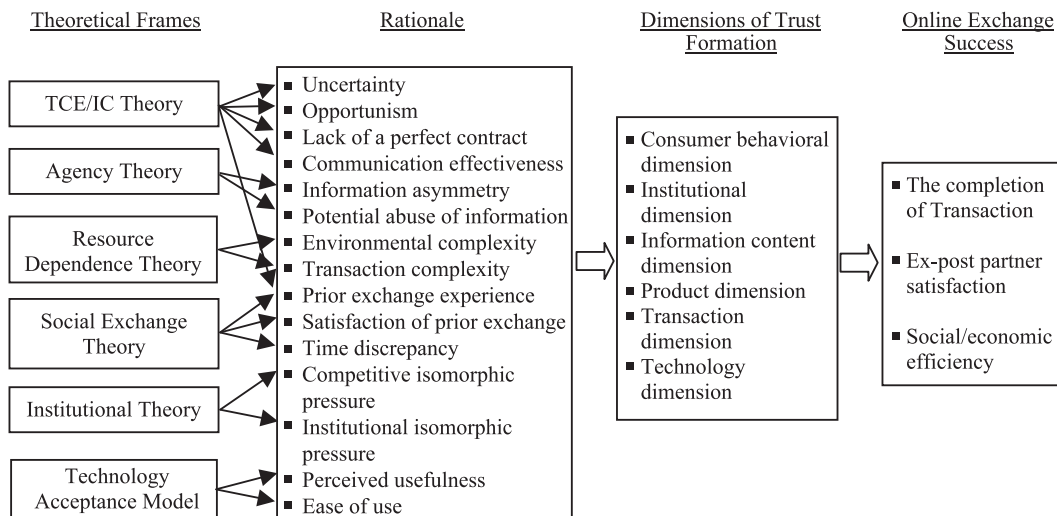 Theoretical Frames
TCE/IC Theory
Agency Theory
Resource
Dependence Theory
Social Exchange
Theory
Institutional Theory
Technology
Acceptance Model
Rationale
▪ Uncertainty
▪ Opportunism
▪ Lack of a perfect contract
▪ Communication effectiveness
▪ Information asymmetry
▪ Potential abuse of information
▪ Environmental complexity
▪ Transaction complexity
▪ Prior exchange experience
▪ Satisfaction of prior exchange
▪ Time discrepancy
▪ Competitive isomorphic
pressure
▪ Institutional isomorphic
pressure
▪ Perceived usefulness
▪ Ease of use
Dimensions of Trust
Formation
▪ Consumer behavioral
dimension
▪ Institutional
dimension
▪ Information content
dimension
▪ Product dimension
▪ Transaction
dimension
▪ Technology
dimension
Online Exchange
Success
▪ The completion
of Transaction
▪ Ex-post partner
satisfaction
▪ Social/economic
efficiency